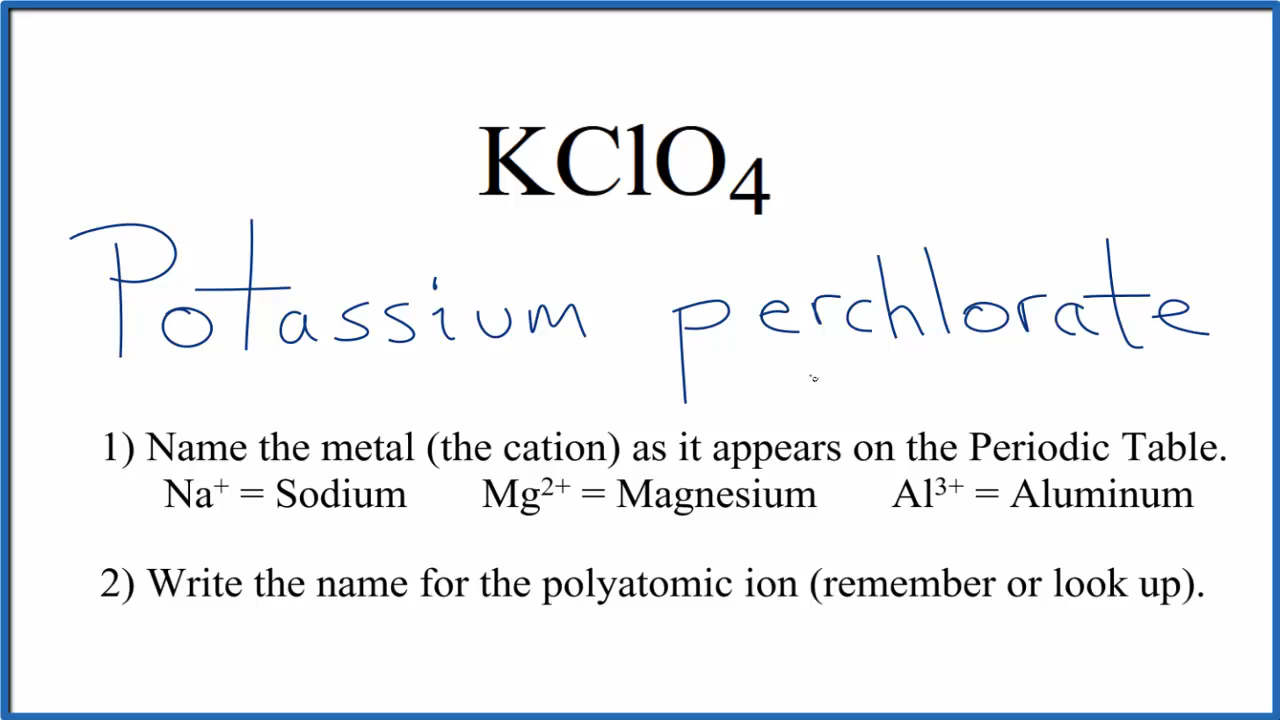 KClO₄
Potassium perchlorate
1) Name the metal (the cation) as it appears on the Periodic Table.
Na⁺ = Sodium Mg²⁺ = Magnesium Al³⁺ = Aluminum
2) Write the name for the polyatomic ion (remember or look up).